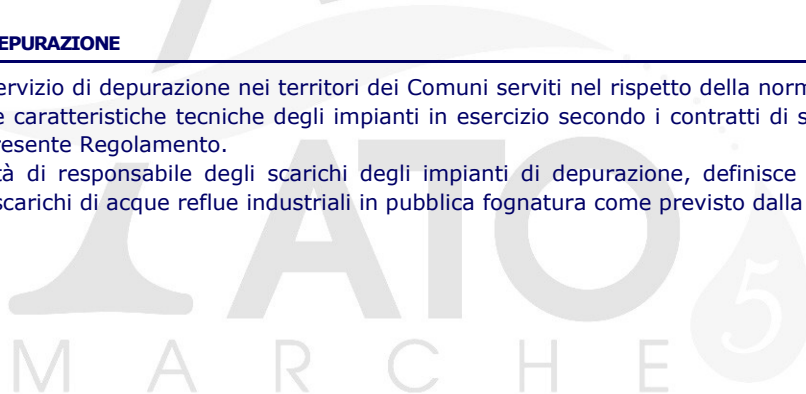 EPURAZIONE
ervizio di depurazione nei territori dei Comuni serviti nel rispetto della norm
e caratteristiche tecniche degli impianti in esercizio secondo i contratti di s
resente Regolamento.
tà di responsabile degli scarichi degli impianti di depurazione, definisce
scarichi di acque reflue industriali in pubblica fognatura come previsto dalla
ATO
5
MARCHE